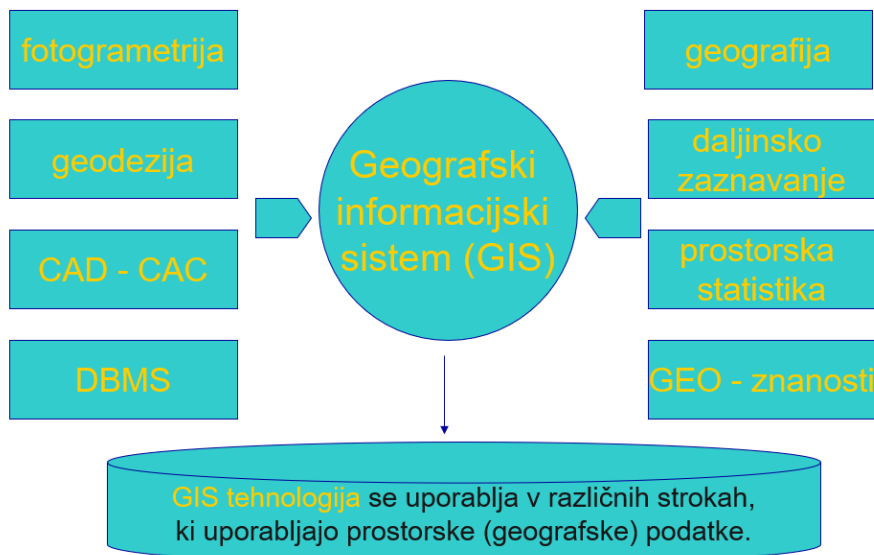 fotogrametrija
geodezija
CAD - CAC
DBMS
Geografski
informacijski
sistem (GIS)
geografija
daljinsko
zaznavanje
prostorska
statistika
GEO - znanosti
GIS tehnologija se uporablja v različnih strokah,
ki uporabljajo prostorske (geografske) podatke.